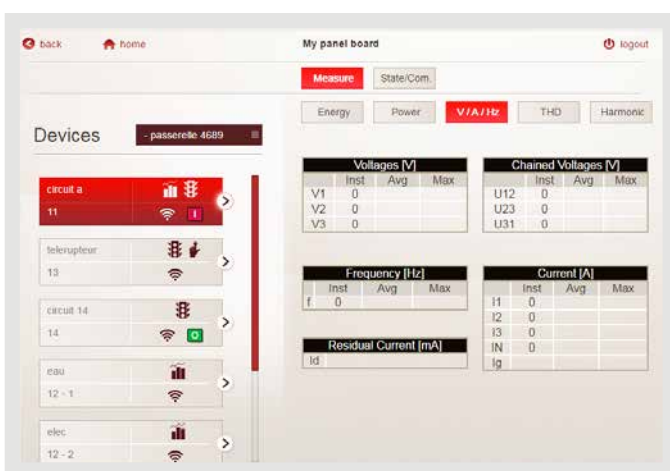 back home My panel board logout
Measure State/Com.
Energy Power V/A/Hz THD Harmonic
Devices - passerelle 4689
circuit a
11 I
telerupteur
13
circuit 14
14 O
eau
12 - 1
elec
12 - 2
Voltages [V]
Inst Avg Max
V1 0
V2 0
V3 0
Chained Voltages [V]
Inst Avg Max
U12 0
U23 0
U31 0
Frequency [Hz]
Inst Avg Max
f 0
Current [A]
Inst Avg Max
I1 0
I2 0
I3 0
IN 0
Ig
Residual Current [mA]
Id